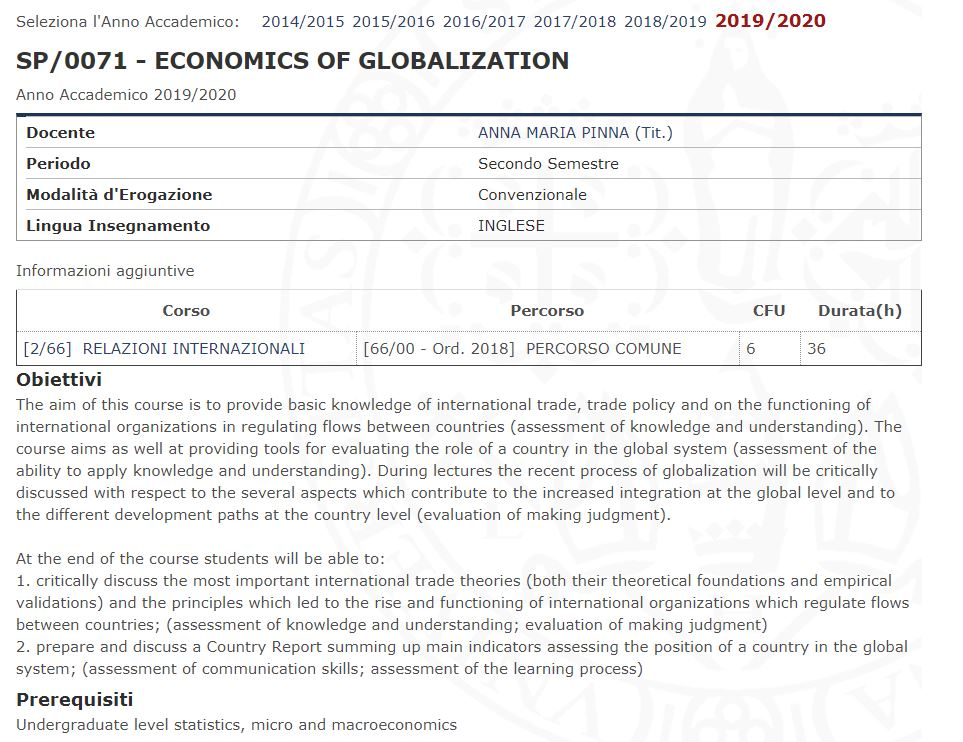 Seleziona l'Anno Accademico: 2014/2015 2015/2016 2016/2017 2017/2018 2018/2019 2019/2020
SP/0071 - ECONOMICS OF GLOBALIZATION
Anno Accademico 2019/2020
Docente ANNA MARIA PINNA (Tit.)
Periodo Secondo Semestre
Modalità d'Erogazione Convenzionale
Lingua Insegnamento INGLESE
Informazioni aggiuntive
Corso Percorso CFU Durata(h)
[2/66] RELAZIONI INTERNAZIONALI [66/00 - Ord. 2018] PERCORSO COMUNE 6 36
Obiettivi
The aim of this course is to provide basic knowledge of international trade, trade policy and on the functioning of
international organizations in regulating flows between countries (assessment of knowledge and understanding). The
course aims as well at providing tools for evaluating the role of a country in the global system (assessment of the
ability to apply knowledge and understanding). During lectures the recent process of globalization will be critically
discussed with respect to the several aspects which contribute to the increased integration at the global level and to
the different development paths at the country level (evaluation of making judgment).
At the end of the course students will be able to:
1. critically discuss the most important international trade theories (both their theoretical foundations and empirical
validations) and the principles which led to the rise and functioning of international organizations which regulate flows
between countries; (assessment of knowledge and understanding; evaluation of making judgment)
2. prepare and discuss a Country Report summing up main indicators assessing the position of a country in the global
system; (assessment of communication skills; assessment of the learning process)
Prerequisiti
Undergraduate level statistics, micro and macroeconomics